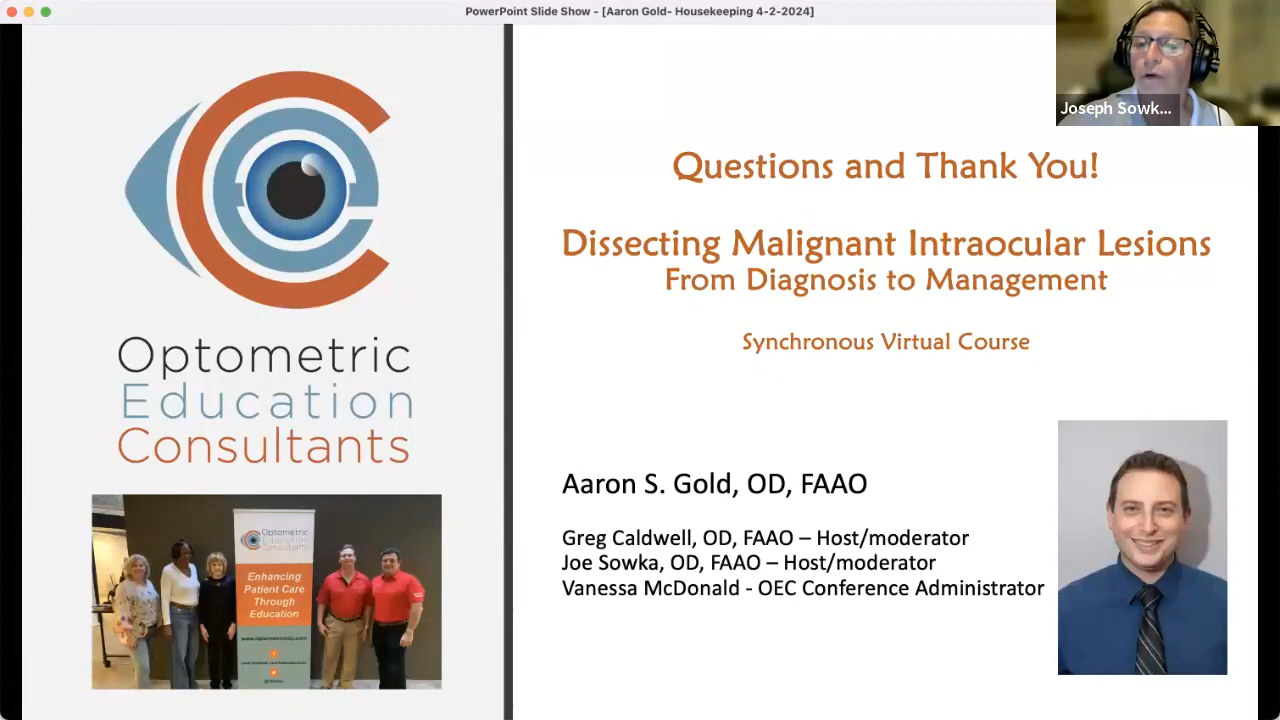 PowerPoint Slide Show - [Aaron Gold- Housekeeping 4-2-2024]
Joseph Sowk...
Questions and Thank You!
Dissecting Malignant Intraocular Lesions
From Diagnosis to Management
Synchronous Virtual Course
Optometric
Education
Consultants
Aaron S. Gold, OD, FAAO
Greg Caldwell, OD, FAAO – Host/moderator
Joe Sowka, OD, FAAO – Host/moderator
Vanessa McDonald - OEC Conference Administrator
Optometric
Education
Consultants
Enhancing
Patient Care
Through
Education